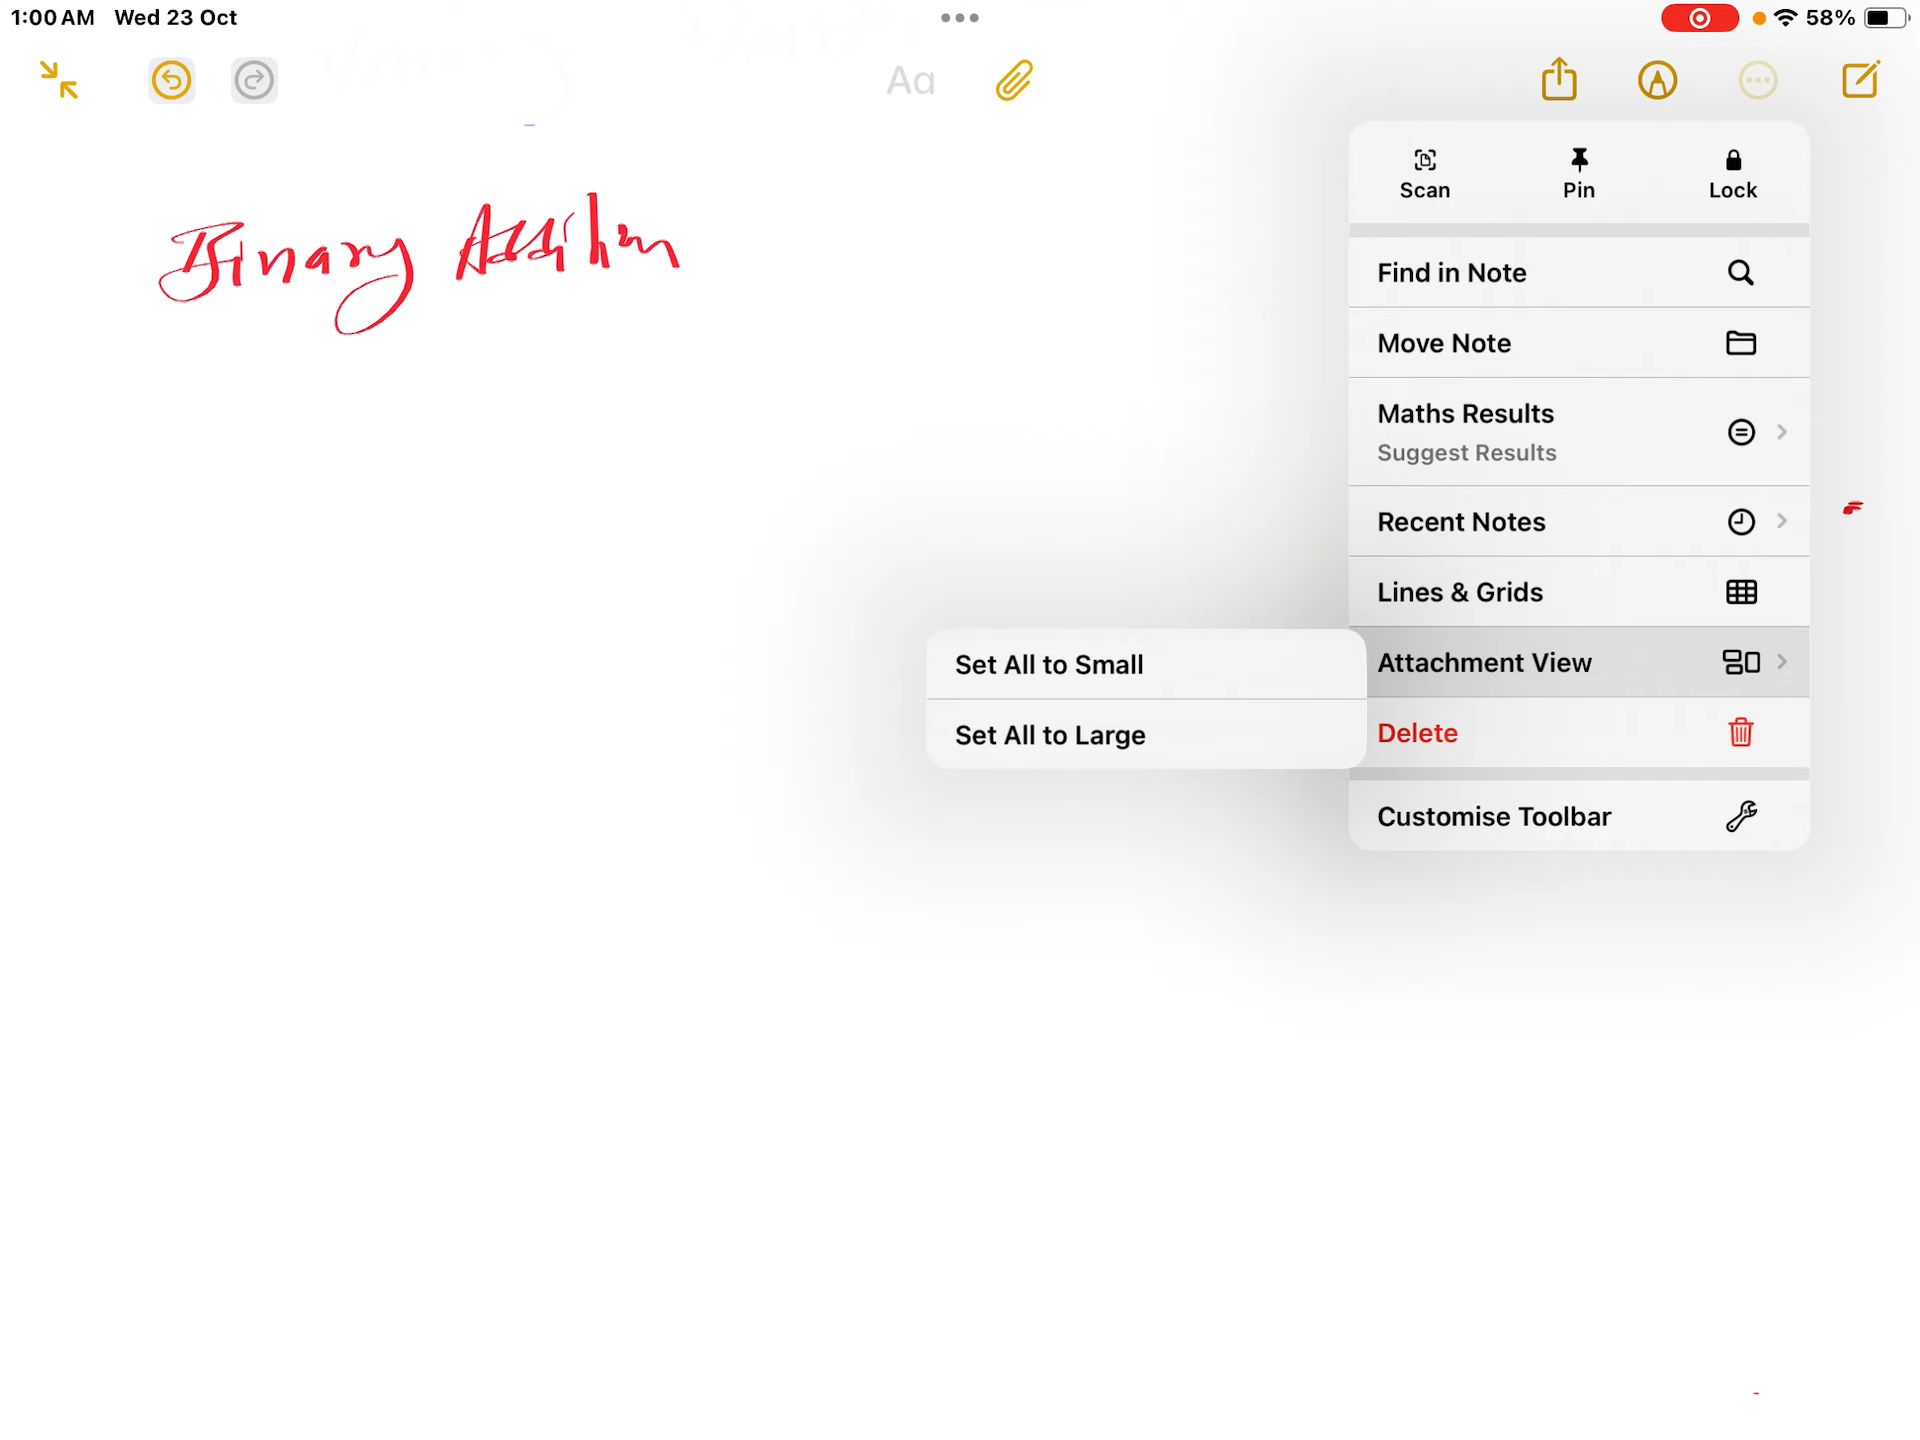 1:00 AM Wed 23 Oct
58%
Aa
Scan Pin Lock
Binary Addition
Find in Note
Move Note
Maths Results
Suggest Results
Recent Notes
Lines & Grids
Attachment View
Set All to Small
Set All to Large
Delete
Customise Toolbar